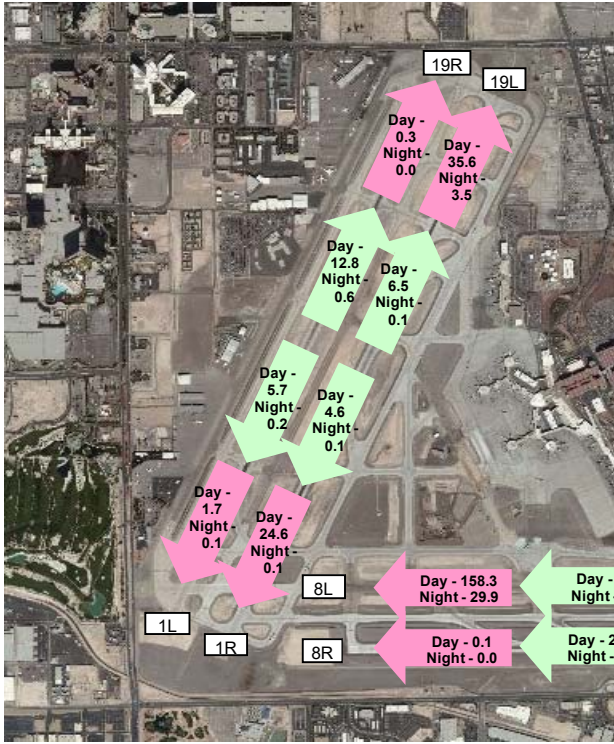 19R
19L
Day -
0.3
Night -
0.0
Day -
35.6
Night -
3.5
Day -
12.8
Night -
0.6
Day -
6.5
Night -
0.1
Day -
5.7
Night -
0.2
Day -
4.6
Night -
0.1
Day -
1.7
Night -
0.1
Day -
24.6
Night -
0.1
8L
Day - 158.3
Night - 29.9
Day -
Night -
1L
1R
8R
Day - 0.1
Night - 0.0
Day - 2
Night -